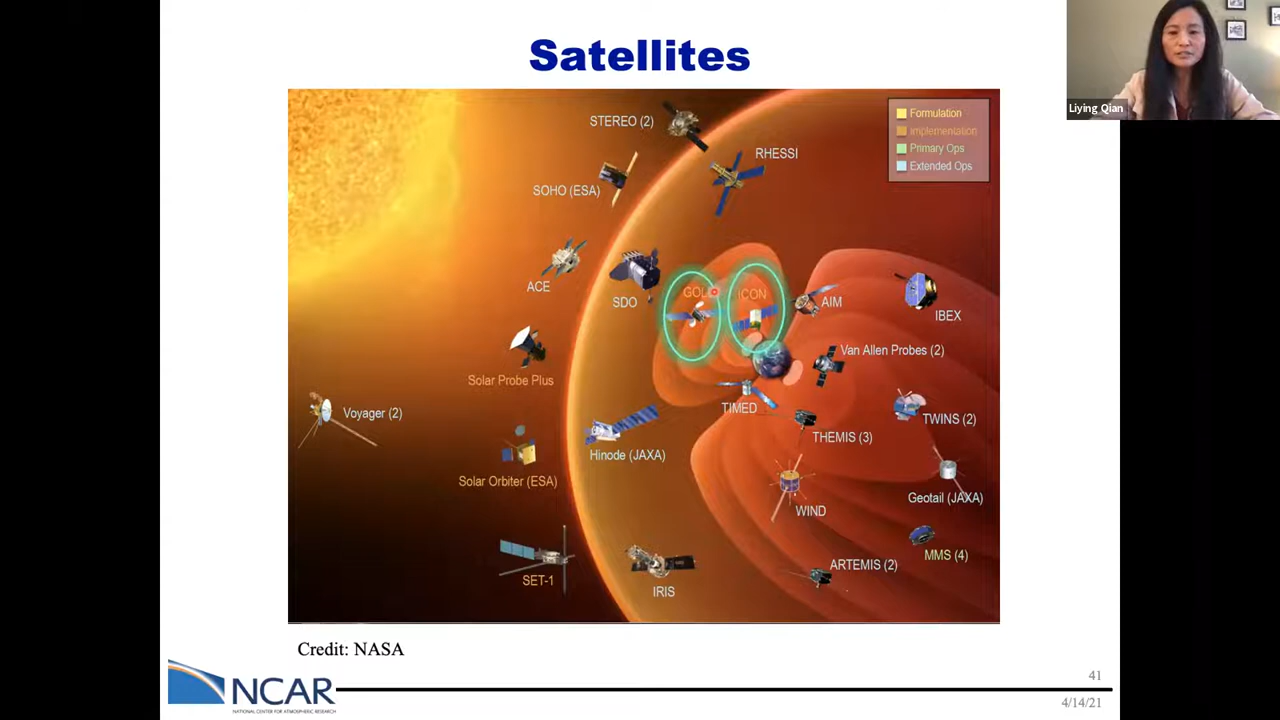 Satellites
Liying Qian
Formulation
Implementation
Primary Ops
Extended Ops
STEREO (2)
RHESSI
SOHO (ESA)
ACE
SDO
GOLD
ICON
AIM
IBEX
Van Allen Probes (2)
Solar Probe Plus
Voyager (2)
TIMED
TWINS (2)
THEMIS (3)
Hinode (JAXA)
Solar Orbiter (ESA)
Geotail (JAXA)
WIND
MMS (4)
ARTEMIS (2)
SET-1
IRIS
Credit: NASA
NCAR
NATIONAL CENTER FOR ATMOSPHERIC RESEARCH
41
4/14/21